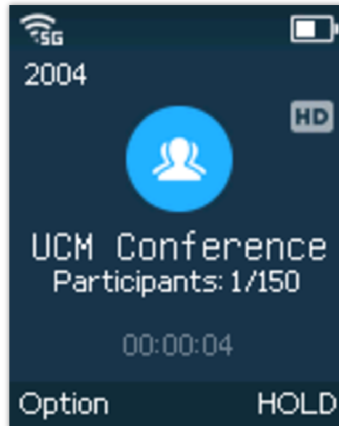 5G
2004
HD
UCM Conference
Participants: 1/150
00:00:04
Option HOLD